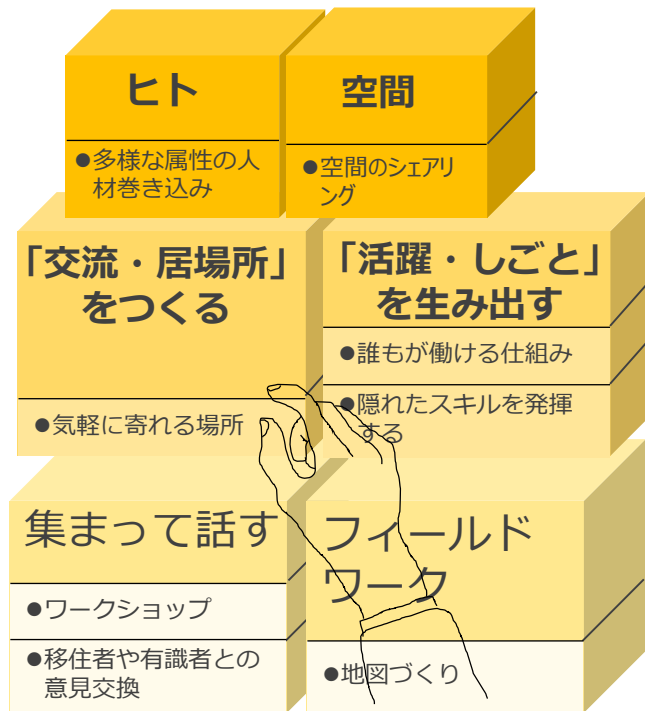 ヒト
●多様な属性の人
材巻き込み
空間
●空間のシェアリ
ング
「交流・居場所」
をつくる
●気軽に寄れる場所
「活躍・しごと」
を生み出す
●誰もが働ける仕組み
●隠れたスキルを発揮
する
集まって話す
●ワークショップ
●移住者や有識者との
意見交換
フィールド
ワーク
●地図づくり